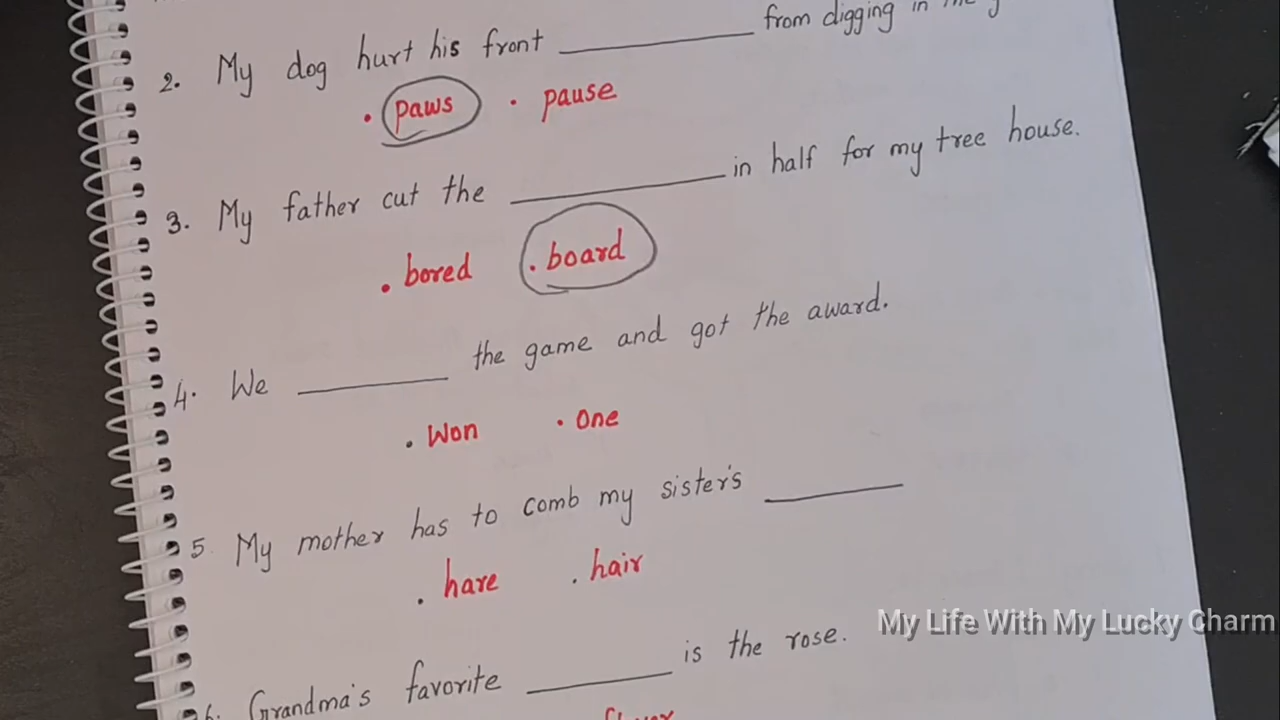 2. My dog hurt his front ________ from digging in the
• paws • pause
3. My father cut the ________ in half for my tree house.
• bored • board
4. We ________ the game and got the award.
• Won • One
5. My mother has to comb my sister's ________
• hare • hair
My Life With My Lucky Charm
6. Grandma's favorite ________ is the rose.